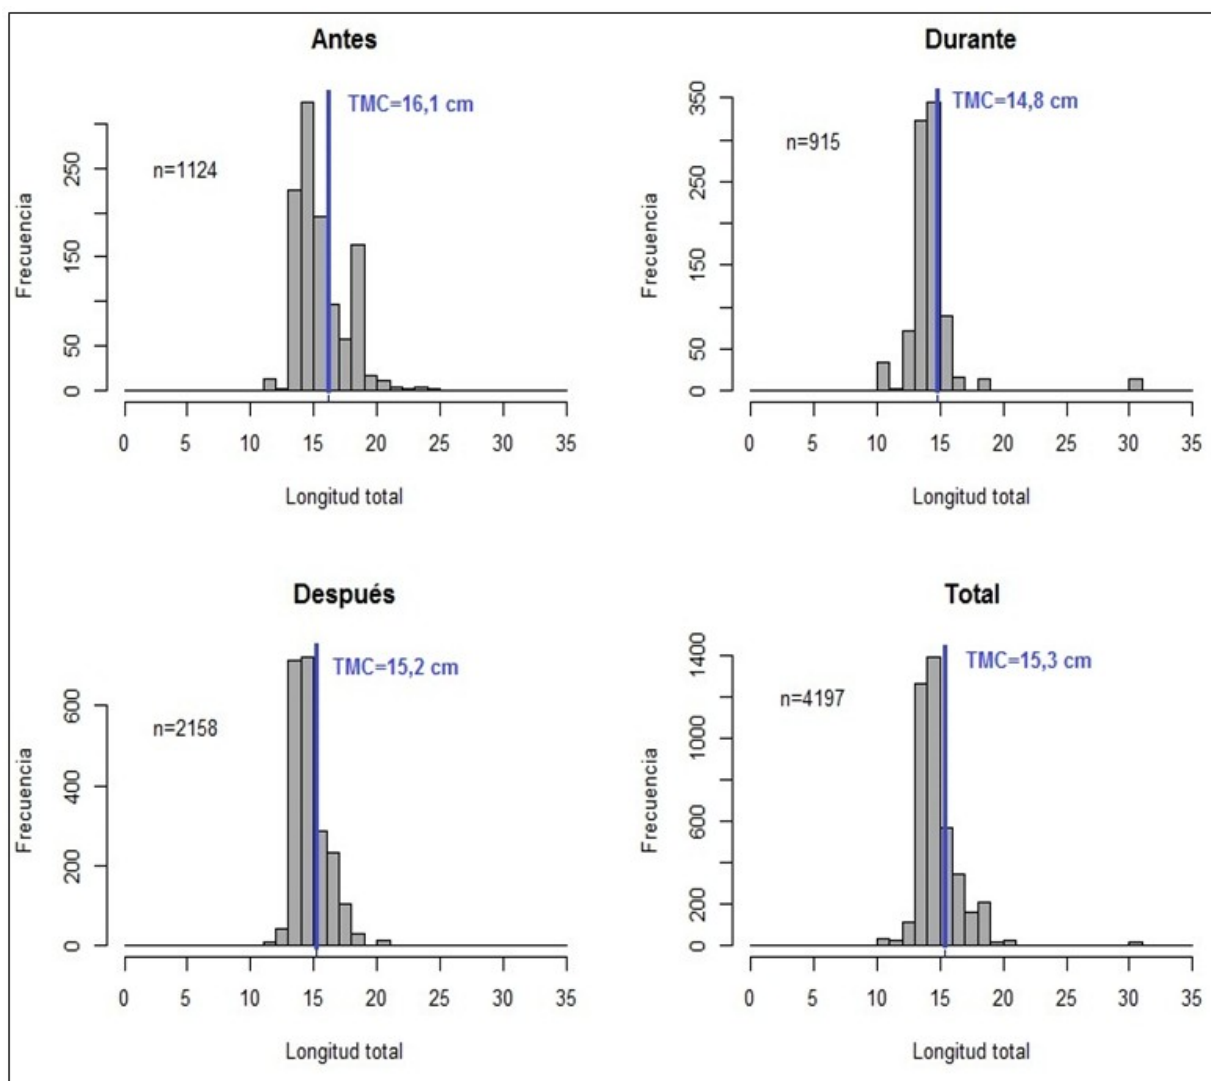 Antes
TMC=16,1 cm
n=1124
Frecuencia
0 50 150 250
0 5 10 15 20 25 30 35
Longitud total
Durante
TMC=14,8 cm
n=915
Frecuencia
0 50 150 250 350
0 5 10 15 20 25 30 35
Longitud total
Después
TMC=15,2 cm
n=2158
Frecuencia
0 200 400 600
0 5 10 15 20 25 30 35
Longitud total
Total
TMC=15,3 cm
n=4197
Frecuencia
0 200 600 1000 1400
0 5 10 15 20 25 30 35
Longitud total